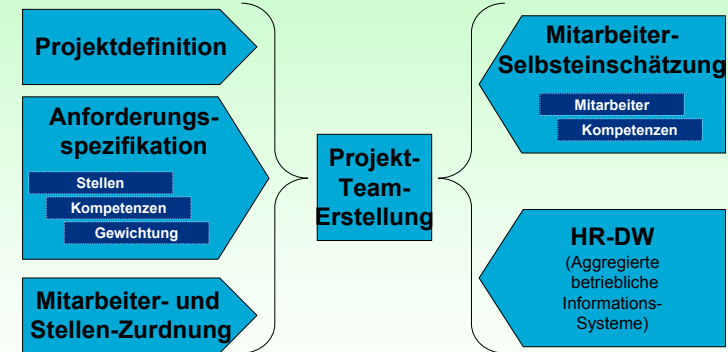 Projektdefinition
Anforderungs-
spezifikation
Stellen
Kompetenzen
Gewichtung
Mitarbeiter- und
Stellen-Zurdnung
Projekt-
Team-
Erstellung
Mitarbeiter-
Selbsteinschätzung
Mitarbeiter
Kompetenzen
HR-DW
(Aggregierte
betriebliche
Informations-
Systeme)